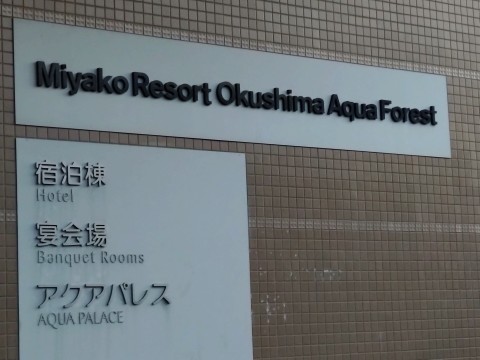 Miyako Resort Okushima Aqua Forest
宿泊棟
Hotel
宴会場
Banquet Rooms
アクアパレス
AQUA PALACE